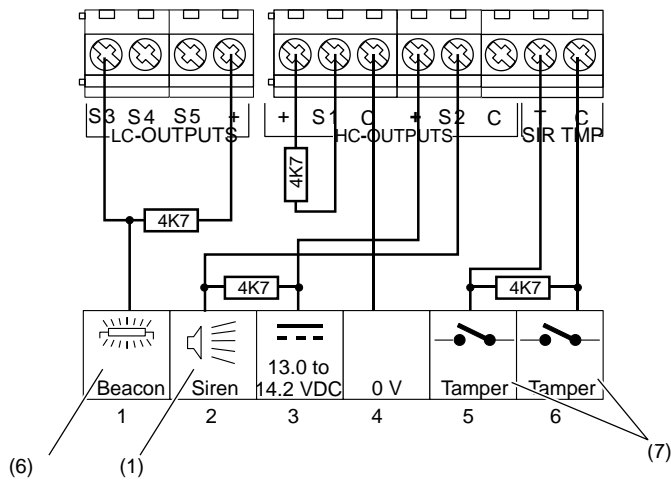 S3 S4 S5 +
LC-OUTPUTS
+ S1 C + S2 C
HC-OUTPUTS
T C
SIR TMP
4K7
4K7
4K7
4K7
Beacon
Siren
13.0 to
14.2 VDC
0 V
Tamper
Tamper
1 2 3 4 5 6
(6)
(1)
(7)